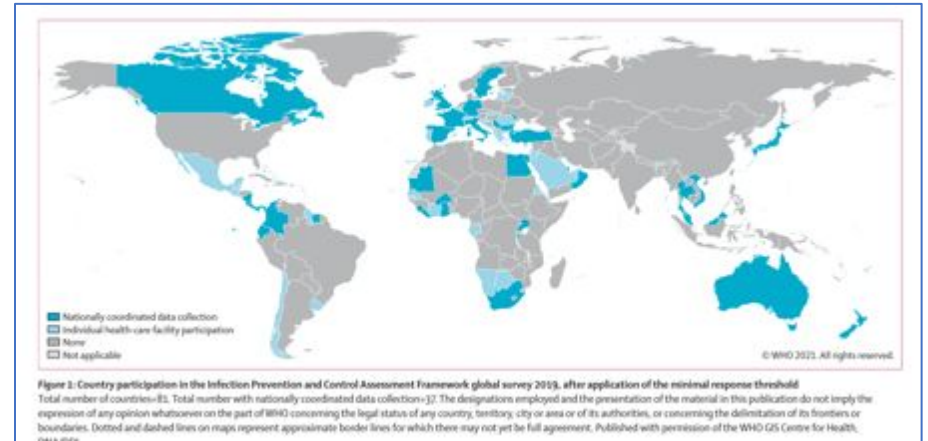 Nationally coordinated data collection
Individual health-care facility participation
None
Not applicable
© WHO 2021. All rights reserved.
Figure 1: Country participation in the Infection Prevention and Control Assessment Framework global survey 2019, after application of the minimal response threshold
Total number of countries=81. Total number with nationally coordinated data collection=37. The designations employed and the presentation of the material in this publication do not imply the
expression of any opinion whatsoever on the part of WHO concerning the legal status of any country, territory, city or area or of its authorities, or concerning the delimitation of its frontiers or
boundaries. Dotted and dashed lines on maps represent approximate border lines for which there may not yet be full agreement. Published with permission of the WHO GIS Centre for Health,